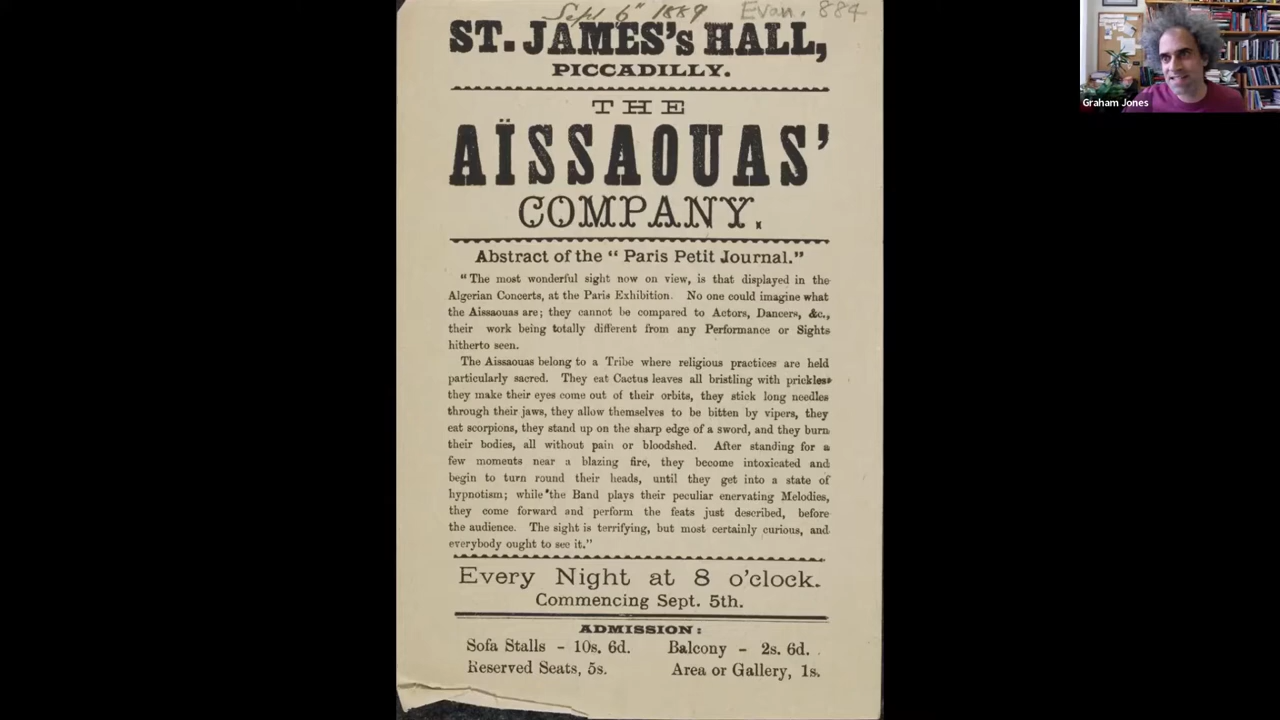 Sept 6" 1889 Evan. 884
ST. JAMES's HALL,
PICCADILLY.
THE
AÏSSAOUAS'
COMPANY.
Abstract of the "Paris Petit Journal."
"The most wonderful sight now on view, is that displayed in the
Algerian Concerts, at the Paris Exhibition. No one could imagine what
the Aissaouas are; they cannot be compared to Actors, Dancers, &c.,
their work being totally different from any Performance or Sights
hitherto seen.
The Aissaouas belong to a Tribe where religious practices are held
particularly sacred. They eat Cactus leaves all bristling with prickles
they make their eyes come out of their orbits, they stick long needles
through their jaws, they allow themselves to be bitten by vipers, they
eat scorpions, they stand up on the sharp edge of a sword, and they burn
their bodies, all without pain or bloodshed. After standing for a
few moments near a blazing fire, they become intoxicated and
begin to turn round their heads, until they get into a state of
hypnotism; while the Band plays their peculiar enervating Melodies,
they come forward and perform the feats just described, before
the audience. The sight is terrifying, but most certainly curious, and
everybody ought to see it."
Every Night at 8 o'clock.
Commencing Sept. 5th.
ADMISSION:
Sofa Stalls - 10s. 6d. Balcony - 2s. 6d.
Reserved Seats, 5s. Area or Gallery, 1s.
Graham Jones